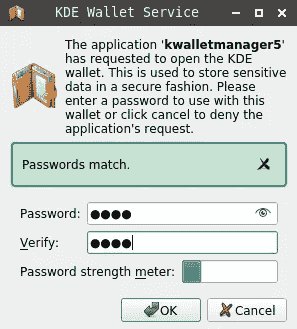 KDE Wallet Service
The application 'kwalletmanager5'
has requested to open the KDE
wallet. This is used to store sensitive
data in a secure fashion. Please
enter a password to use with this
wallet or click cancel to deny the
application's request.
Passwords match.
Password: ●●●●
Verify: ●●●●
Password strength meter:
OK Cancel